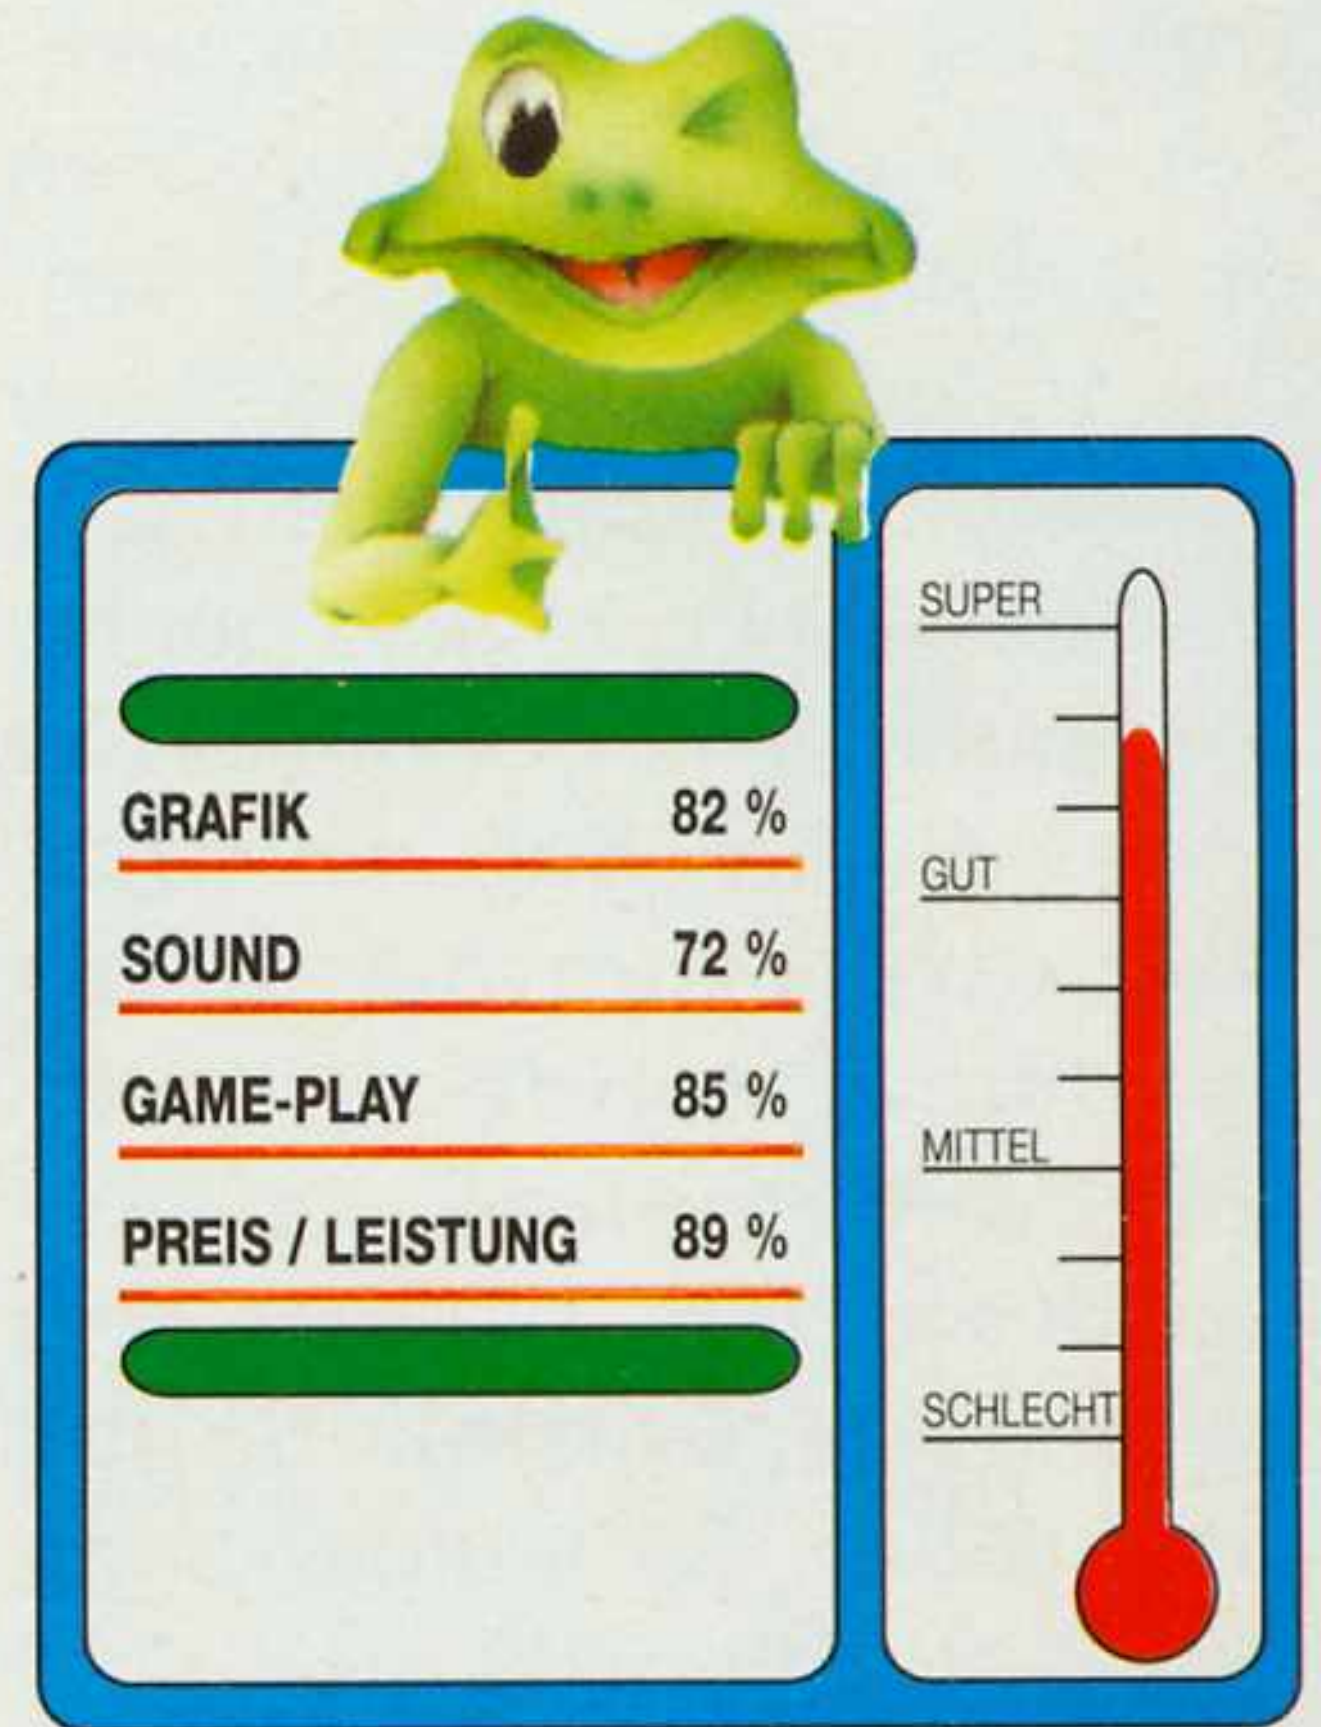 GRAFIK 82 %
SOUND 72 %
GAME-PLAY 85 %
PREIS / LEISTUNG 89 %
SUPER
GUT
MITTEL
SCHLECHT